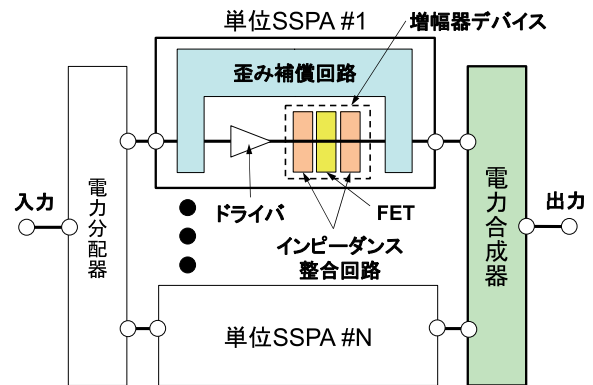 単位SSPA #1
増幅器デバイス
歪み補償回路
入力
電力分配器
ドライバ
FET
インピーダンス
整合回路
電力合成器
出力
単位SSPA #N